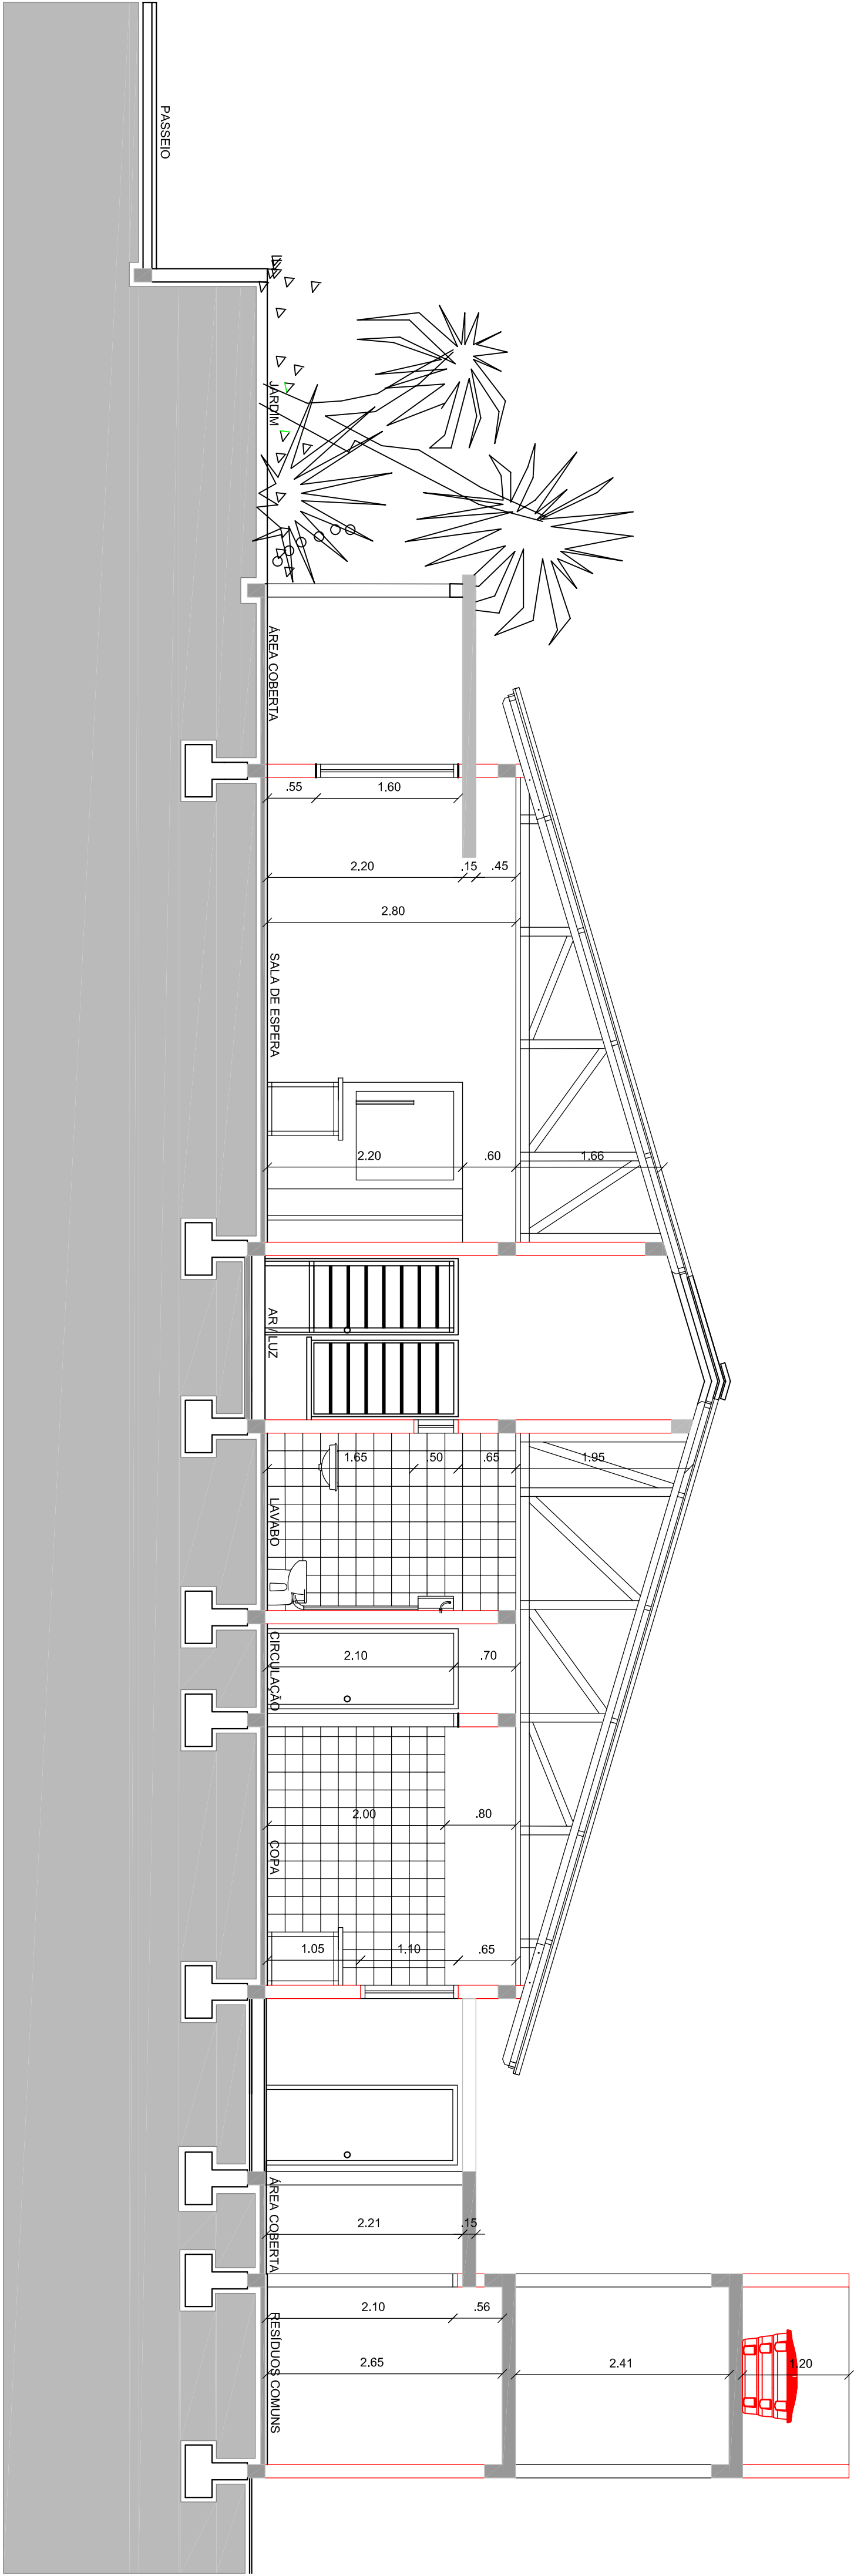 PASSEIO
JARDIM
ÁREA COBERTA
.55
1.60
2.20
.15
.45
2.80
SALA DE ESPERA
2.20
.60
1.66
AR / LUZ
1.65
.50
.65
1.95
LAVABO
CIRCULAÇÃO
2.10
.70
2.00
.80
COPA
1.05
1.10
.65
ÁREA COBERTA
2.21
.15
RESÍDUOS COMUNS
2.10
.56
2.65
2.41
1.20